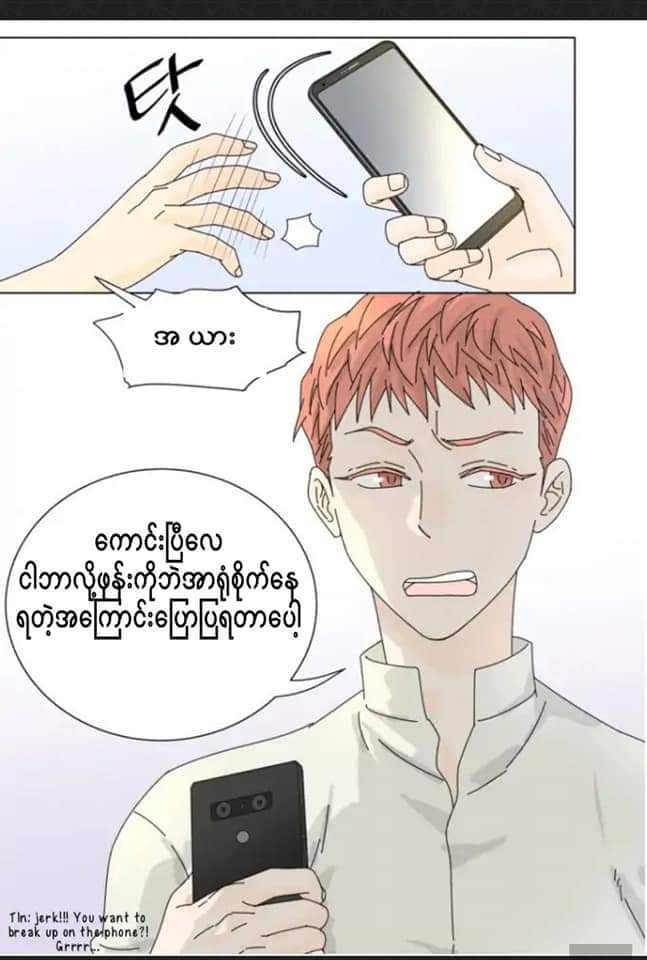 탓
အ ယား
ကောင်းပြီလေ
ငါဘာလို့ဖုန်းကိုဘဲအာရုံစိုက်နေ
ရတဲ့အကြောင်းပြောပြရတာပေါ့
Tln: jerk!!! You want to
break up on the phone?!
Grrrr...